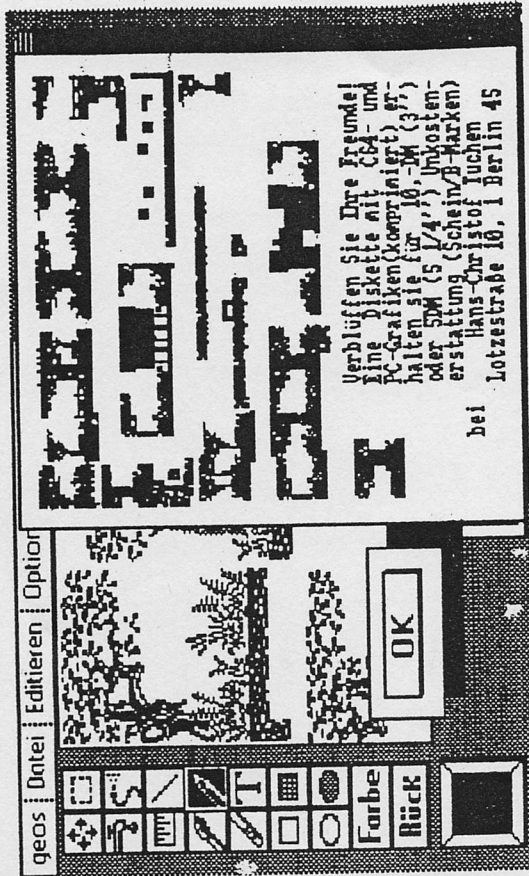 geos Datei Editieren Option
T
Farbe
Rück
OK
Verblüffen Sie Ihre Freunde!
Eine Diskette mit C64- und
PC-Grafiken(komprimiert) er-
halten sie für 10,-DM (3'')
oder 5DM (5 1/4'') Unkosten-
erstattung (Schein/B-Marken)
bei Hans-Christof Tuchen
Lotzestraße 10, 1 Berlin 45